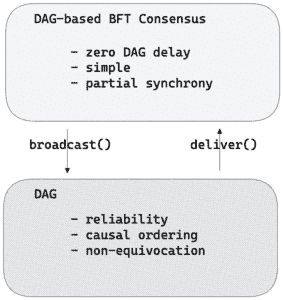 DAG-based BFT Consensus
- zero DAG delay
- simple
- partial synchrony
broadcast()
deliver()
DAG
- reliability
- causal ordering
- non-equivocation